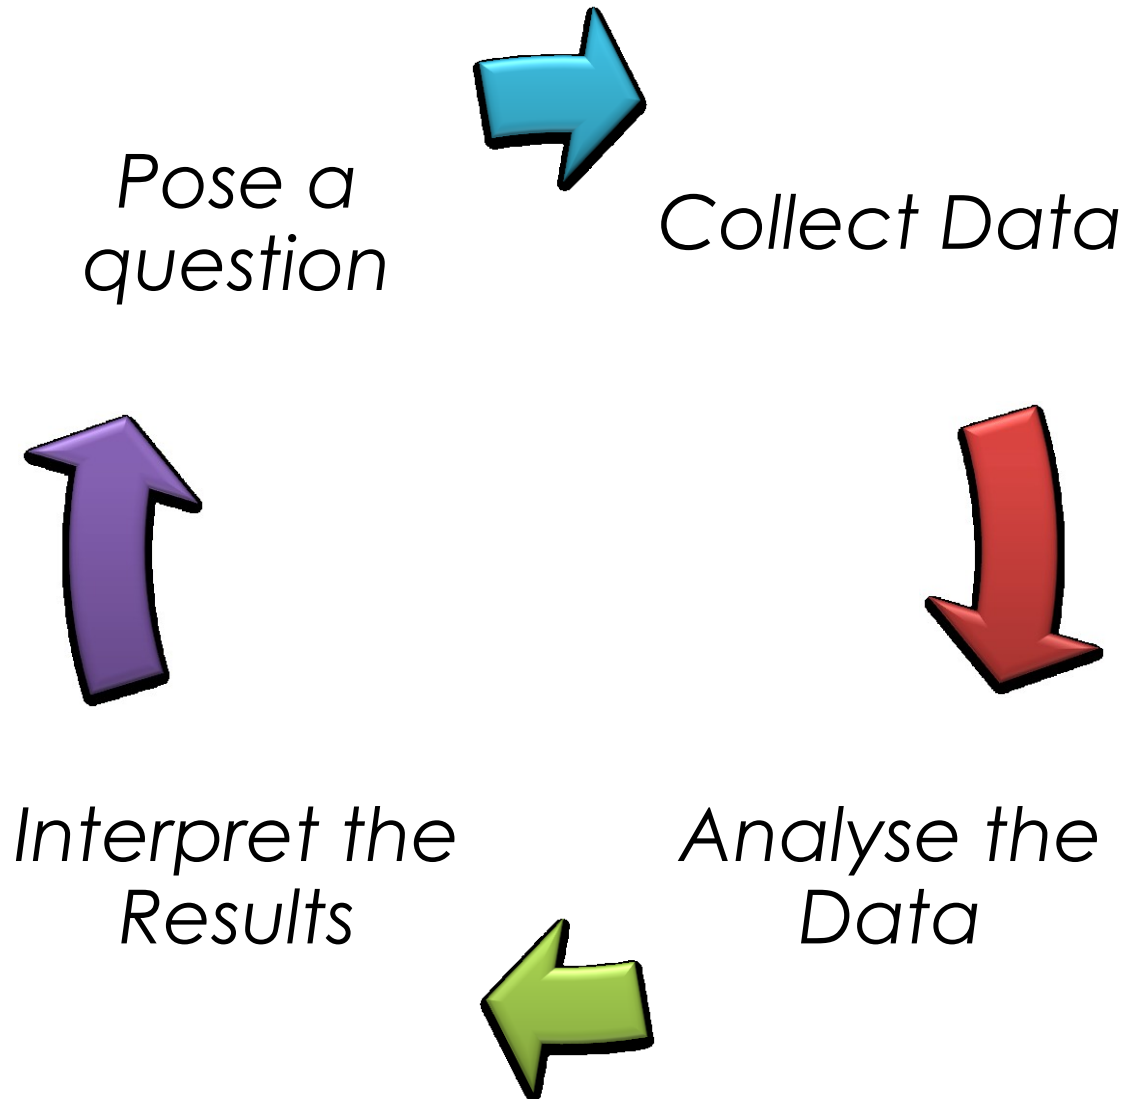 Pose a
question
Collect Data
Analyse the
Data
Interpret the
Results